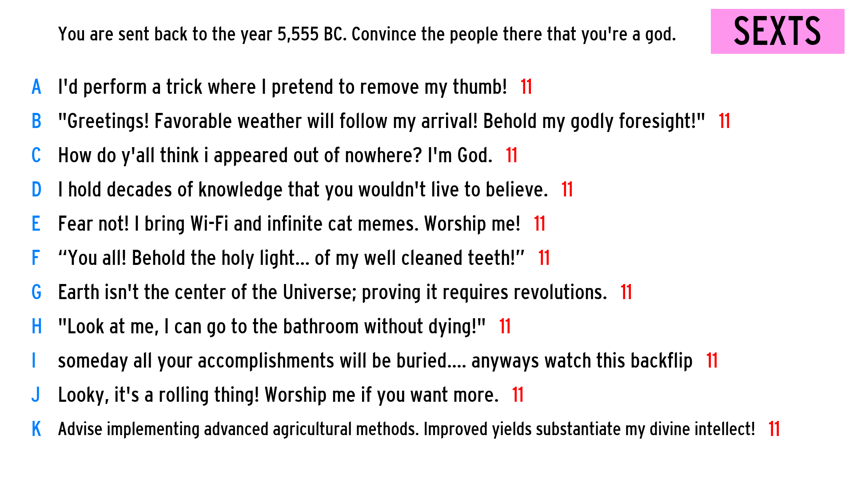 You are sent back to the year 5,555 BC. Convince the people there that you're a god.
SEXTS
A I'd perform a trick where I pretend to remove my thumb! 11
B "Greetings! Favorable weather will follow my arrival! Behold my godly foresight!" 11
C How do y'all think i appeared out of nowhere? I'm God. 11
D I hold decades of knowledge that you wouldn't live to believe. 11
E Fear not! I bring Wi-Fi and infinite cat memes. Worship me! 11
F “You all! Behold the holy light... of my well cleaned teeth!” 11
G Earth isn't the center of the Universe; proving it requires revolutions. 11
H "Look at me, I can go to the bathroom without dying!" 11
I someday all your accomplishments will be buried.... anyways watch this backflip 11
J Looky, it's a rolling thing! Worship me if you want more. 11
K Advise implementing advanced agricultural methods. Improved yields substantiate my divine intellect! 11